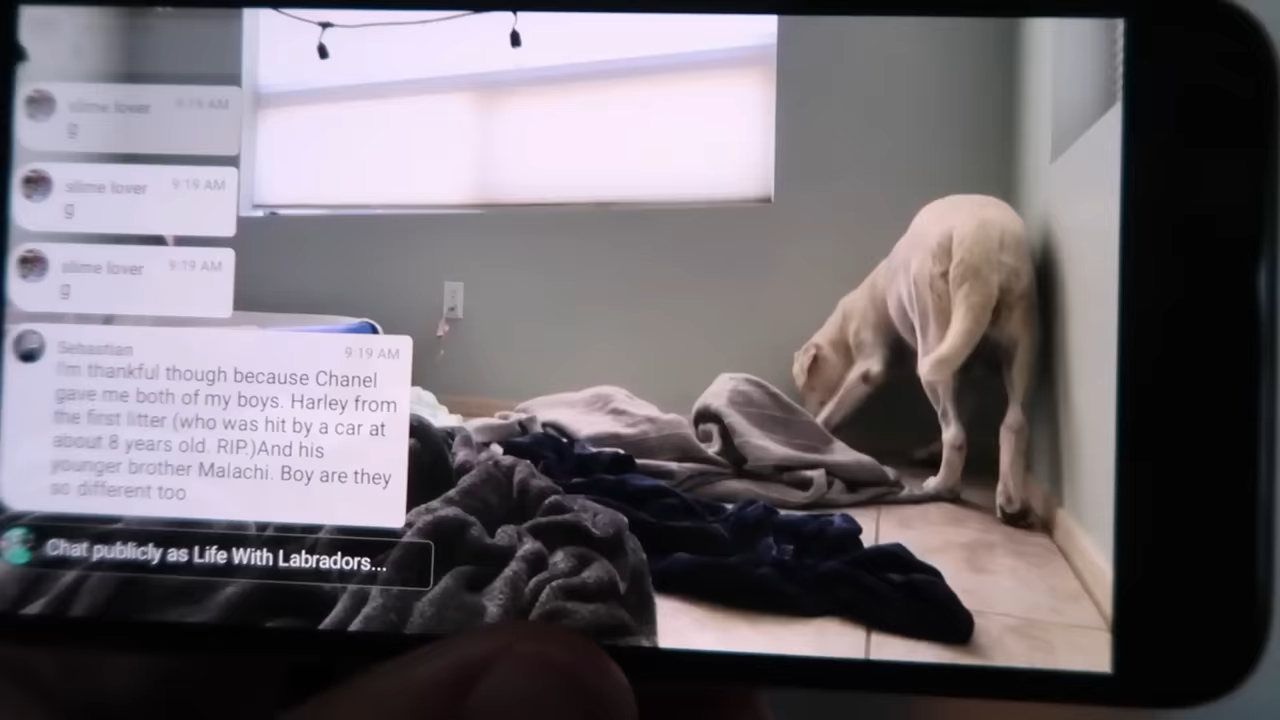 slime lover 9:19 AM
g
slime lover 9:19 AM
g
slime lover 9:19 AM
g
Sebastian 9:19 AM
I'm thankful though because Chanel
gave me both of my boys. Harley from
the first litter (who was hit by a car at
about 8 years old. RIP.)And his
younger brother Malachi. Boy are they
so different too
Chat publicly as Life With Labradors...